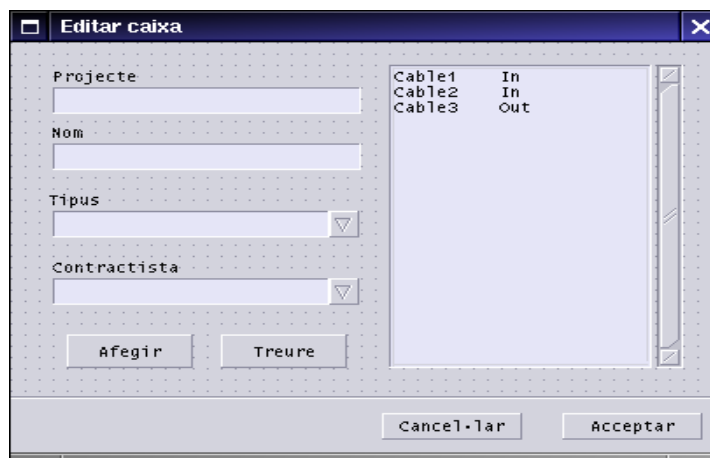 Editar caixa
Projecte
Nom
Tipus
Contractista
Afegir
Treure
Cable1 In
Cable2 In
Cable3 Out
Cancel·lar
Acceptar